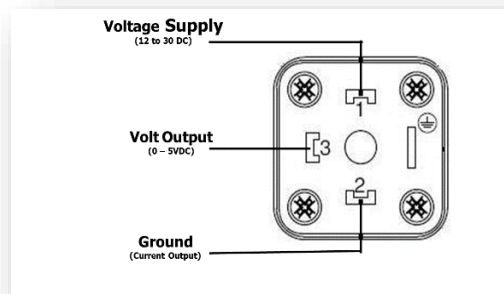 Voltage Supply
(12 to 30 DC)
1
Volt Output
(0 – 5VDC)
3
2
Ground
(Current Output)